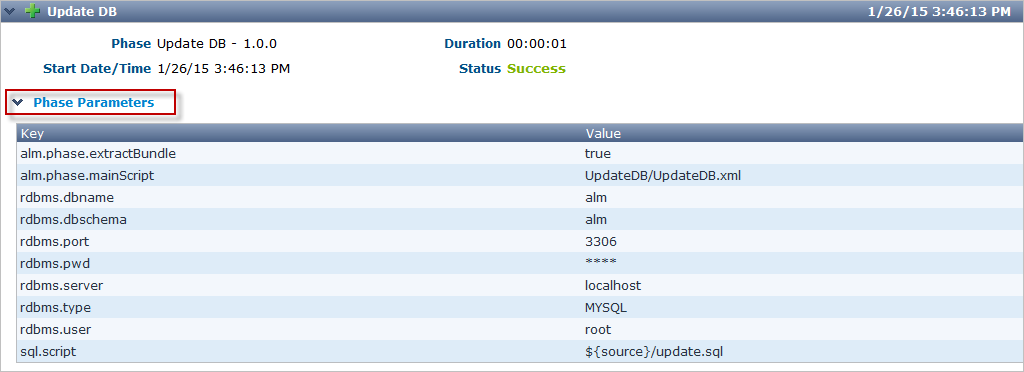 Update DB 1/26/15 3:46:13 PM
Phase Update DB - 1.0.0 Duration 00:00:01
Start Date/Time 1/26/15 3:46:13 PM Status Success
Phase Parameters
Key Value
alm.phase.extractBundle true
alm.phase.mainScript UpdateDB/UpdateDB.xml
rdbms.dbname alm
rdbms.dbschema alm
rdbms.port 3306
rdbms.pwd ****
rdbms.server localhost
rdbms.type MYSQL
rdbms.user root
sql.script ${source}/update.sql